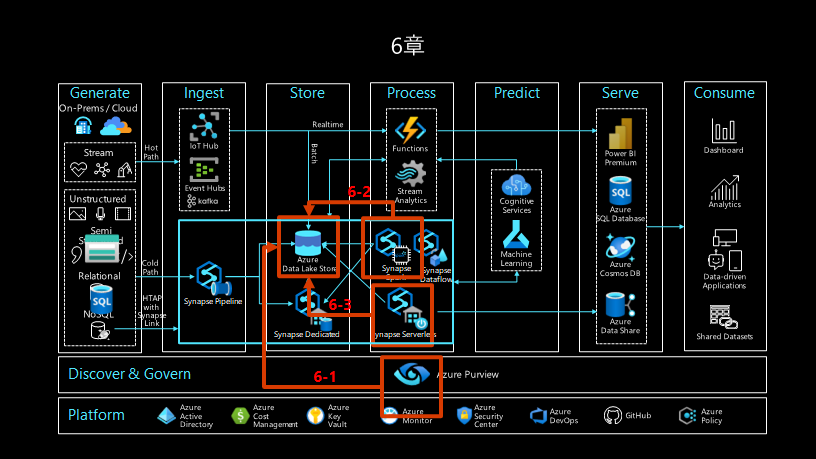 6章
Generate
Ingest
Store
Process
Predict
Serve
Consume
On-Prems / Cloud
Stream
Hot
Path
Unstructured
Semi
Relational
SQL
NoSQL
Cold
Path
HTAP
with
Synapse
Link
IoT Hub
Event Hubs
kafka
Synapse Pipeline
Realtime
Batch
6-2
Azure
Data Lake Store
6-3
Synapse Dedicated
Functions
Stream
Analytics
Synapse
Spark
Synapse
Dataflow
Synapse Serverless
Cognitive
Services
Machine
Learning
Power BI
Premium
SQL
Azure
SQL Database
Azure
Cosmos DB
Azure
Data Share
Dashboard
Analytics
Data-driven
Applications
Shared Datasets
Discover & Govern
6-1
Azure Purview
Platform
Azure
Active
Directory
Azure
Cost
Management
Azure
Key
Vault
Azure
Monitor
Azure
Security
Center
Azure
DevOps
GitHub
Azure
Policy